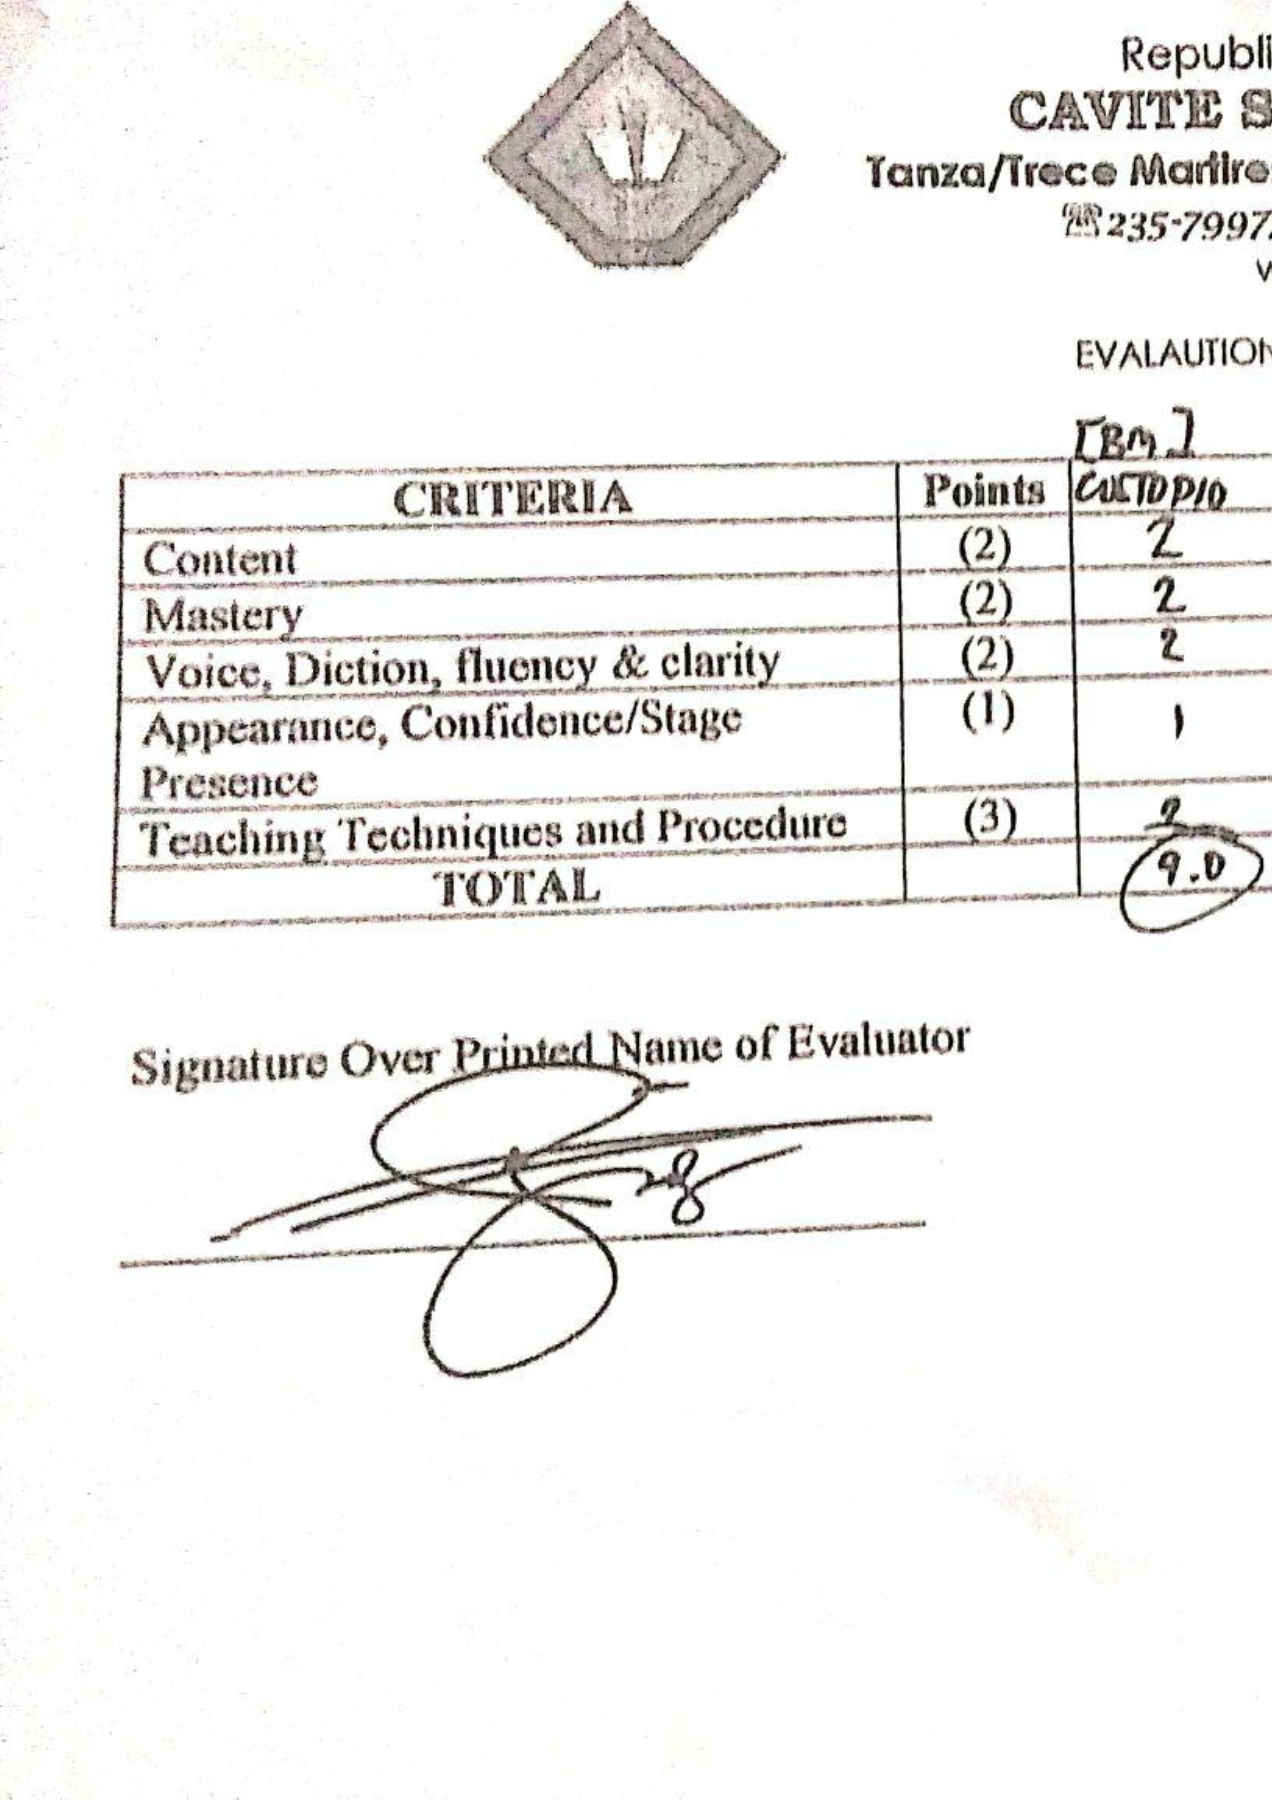 Republi
CAVITE S
Tanza/Trece Martire
☎235-7997
EVALAUTION
[BM]
CRITERIA Points CUSTODIO
Content (2) 2
Mastery (2) 2
Voice, Diction, fluency & clarity (2) 2
Appearance, Confidence/Stage (1) 1
Presence
Teaching Techniques and Procedure (3) 2
TOTAL 9.0
Signature Over Printed Name of Evaluator